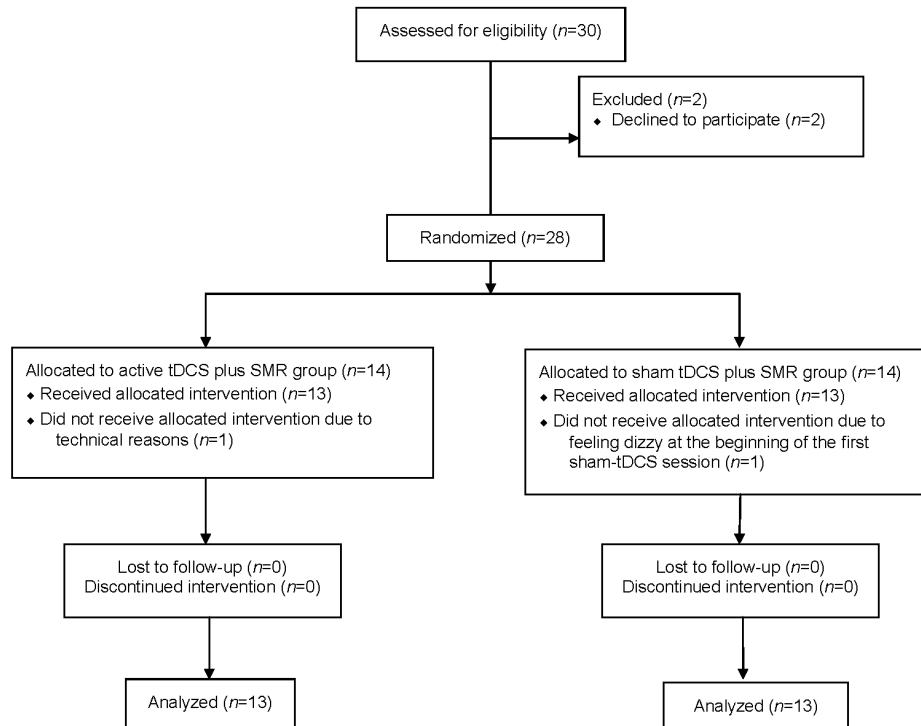 Assessed for eligibility (n=30)
Excluded (n=2)
⬥ Declined to participate (n=2)
Randomized (n=28)
Allocated to active tDCS plus SMR group (n=14)
⬥ Received allocated intervention (n=13)
⬥ Did not receive allocated intervention due to
technical reasons (n=1)
Allocated to sham tDCS plus SMR group (n=14)
⬥ Received allocated intervention (n=13)
⬥ Did not receive allocated intervention due to
feeling dizzy at the beginning of the first
sham-tDCS session (n=1)
Lost to follow-up (n=0)
Discontinued intervention (n=0)
Lost to follow-up (n=0)
Discontinued intervention (n=0)
Analyzed (n=13)
Analyzed (n=13)